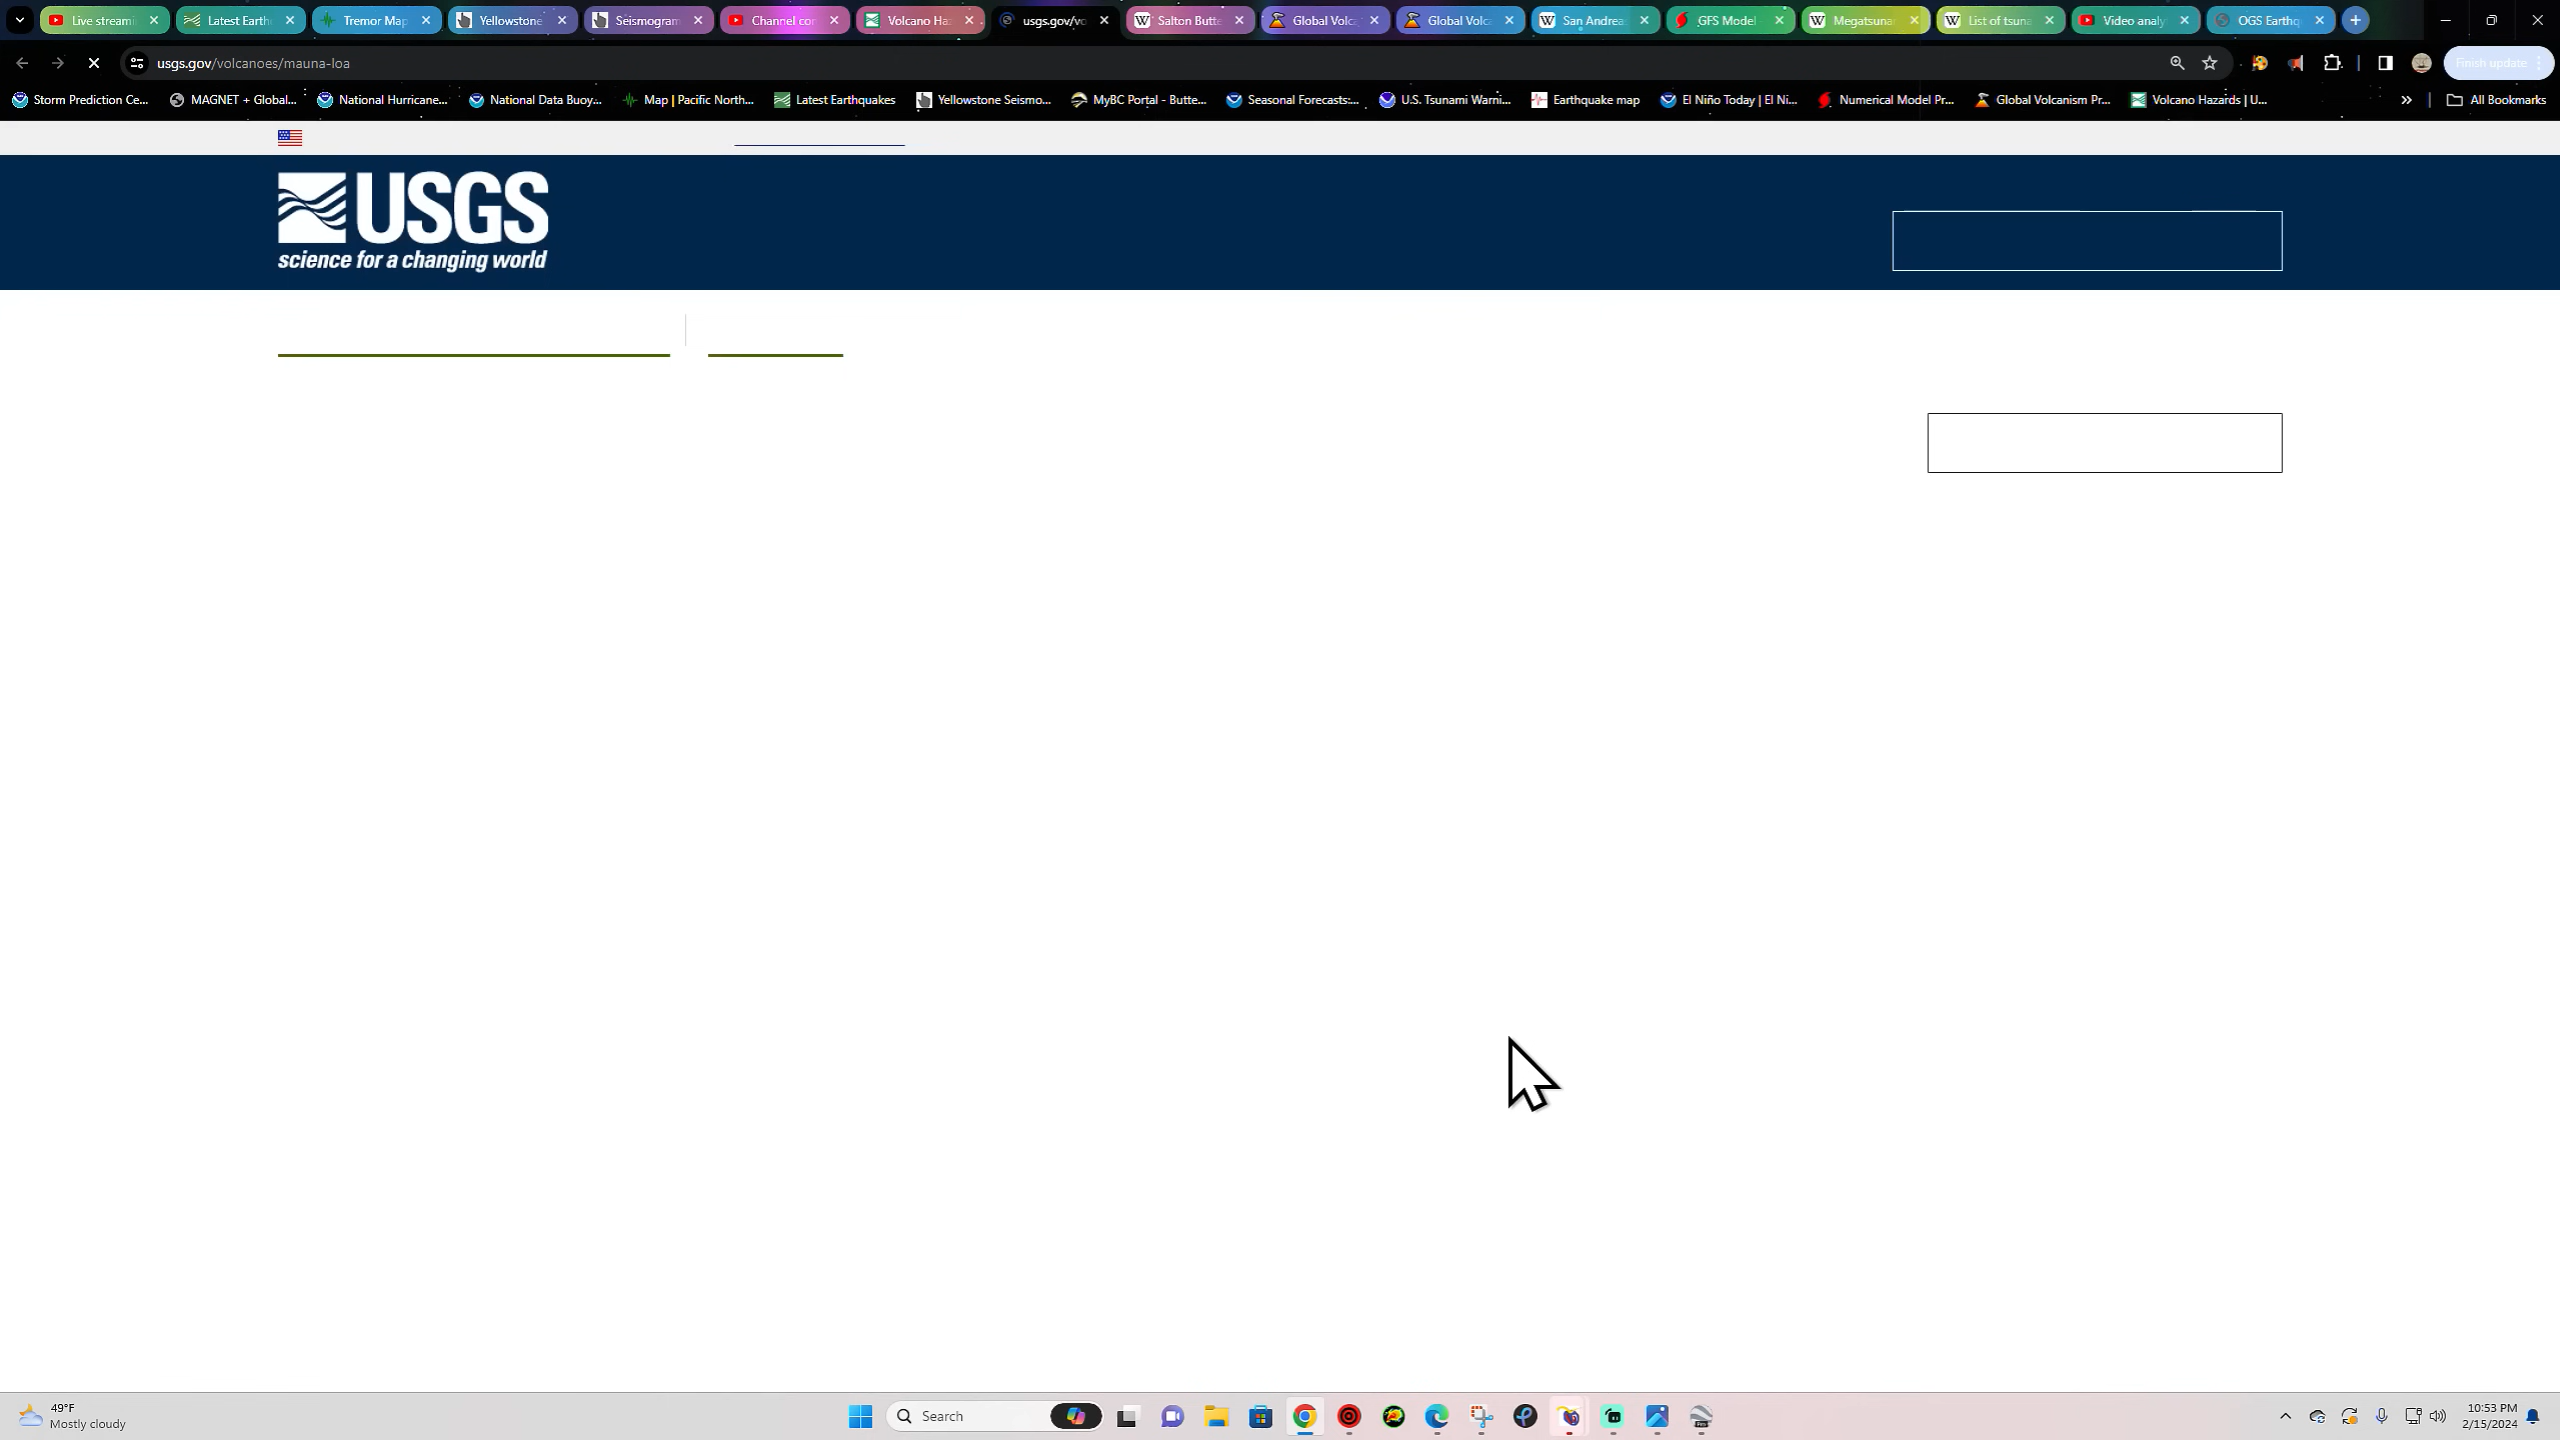 Live streami
Latest Earth
Tremor Map
Yellowstone
Seismogram
Channel co
Volcano Ha
usgs.gov/vo
Salton Butte
Global Volca
Global Volc
San Andrea
GFS Model
Megatsuna
List of tsun
Video analy
OGS Earthq
usgs.gov/volcanoes/mauna-loa
Finish update
Storm Prediction Ce...
MAGNET + Global...
National Hurricane...
National Data Buoy...
Map | Pacific North...
Latest Earthquakes
Yellowstone Seismo...
MyBC Portal - Butte...
Seasonal Forecasts:...
U.S. Tsunami Warni...
Earthquake map
El Niño Today | El Ni...
Numerical Model Pr...
Global Volcanism Pr...
Volcano Hazards | U...
All Bookmarks
USGS
science for a changing world
49°F
Mostly cloudy
Search
10:53 PM
2/15/2024